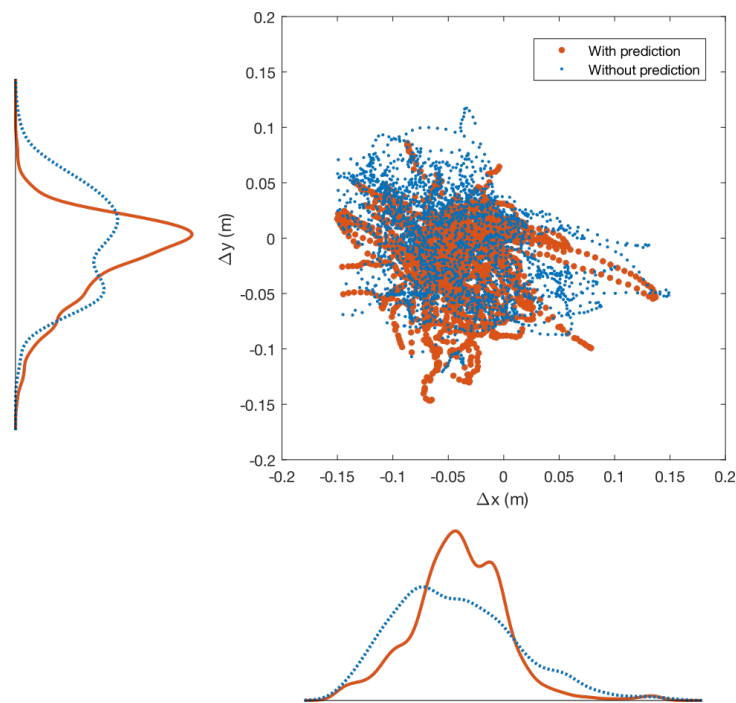 0.2
With prediction
Without prediction
0.15
0.1
0.05
0
-0.05
-0.1
-0.15
-0.2
Δy (m)
-0.2 -0.15 -0.1 -0.05 0 0.05 0.1 0.15 0.2
Δx (m)